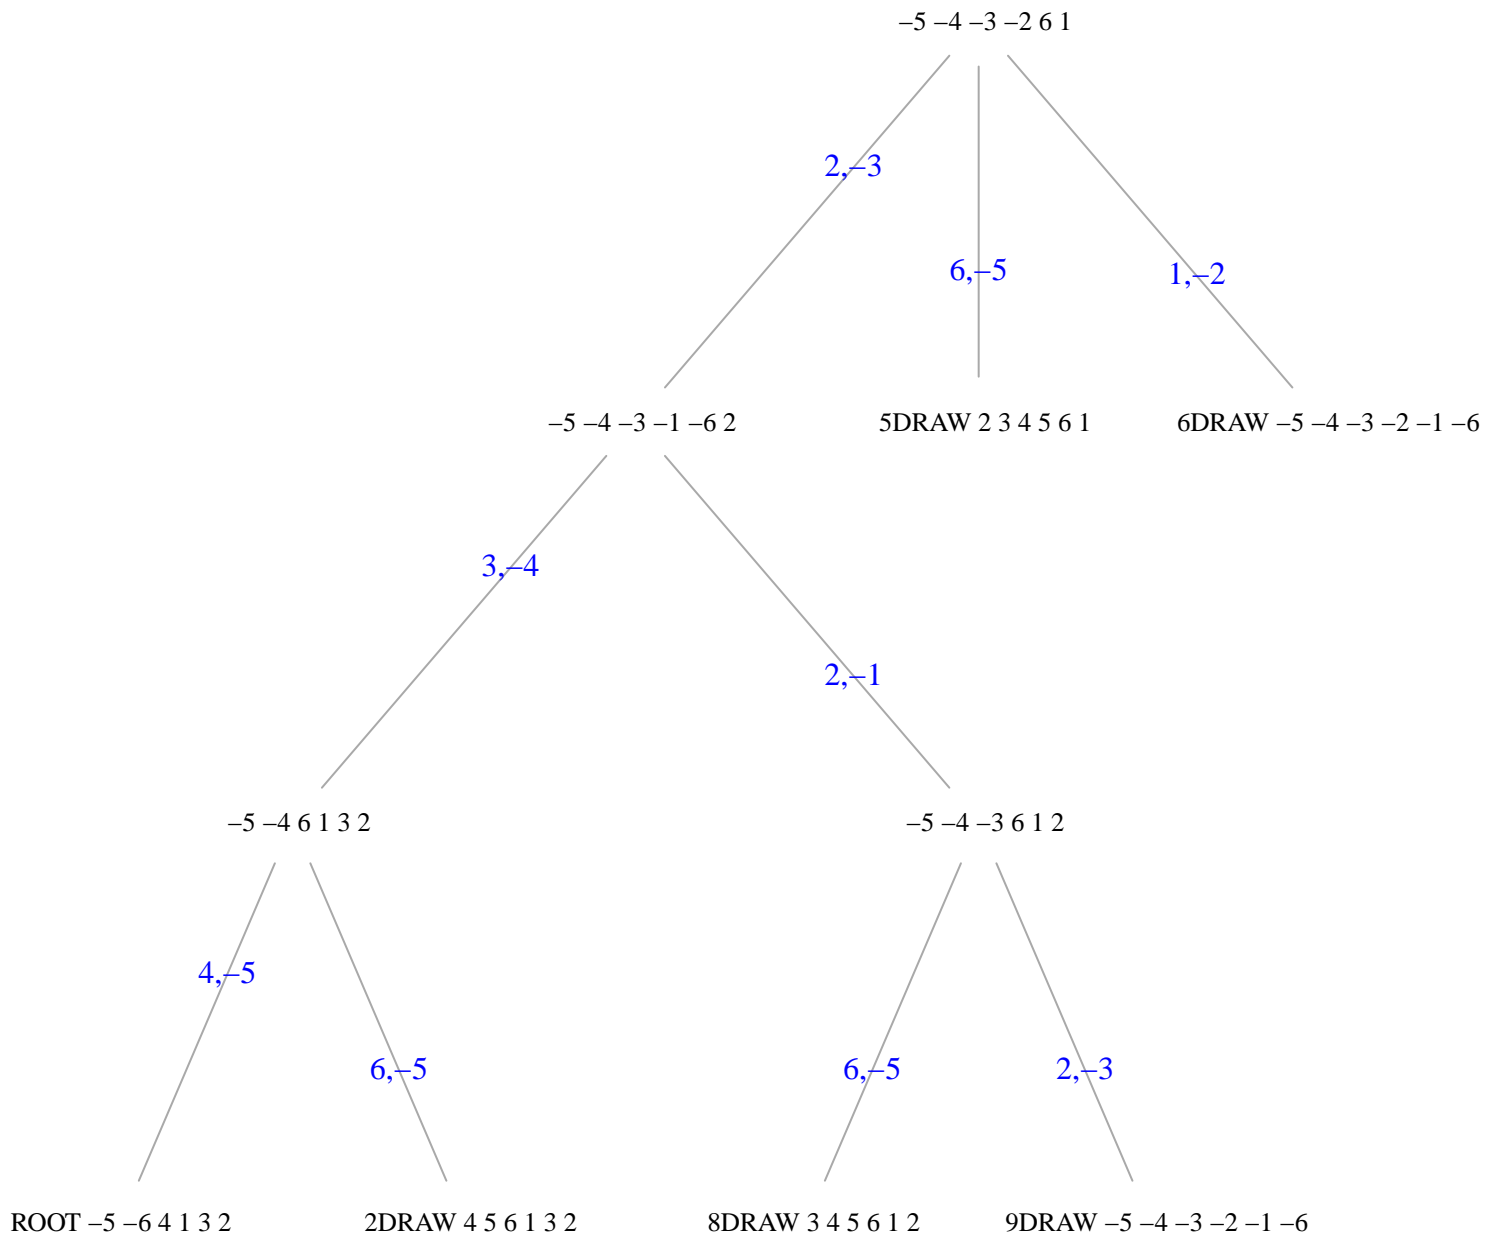 –5 –4 –3 –2 6 1
2,–3
6,–5
1,–2
–5 –4 –3 –1 –6 2
5DRAW 2 3 4 5 6 1
6DRAW –5 –4 –3 –2 –1 –6
3,–4
2,–1
–5 –4 6 1 3 2
–5 –4 –3 6 1 2
4,–5
6,–5
6,–5
2,–3
ROOT –5 –6 4 1 3 2
2DRAW 4 5 6 1 3 2
8DRAW 3 4 5 6 1 2
9DRAW –5 –4 –3 –2 –1 –6